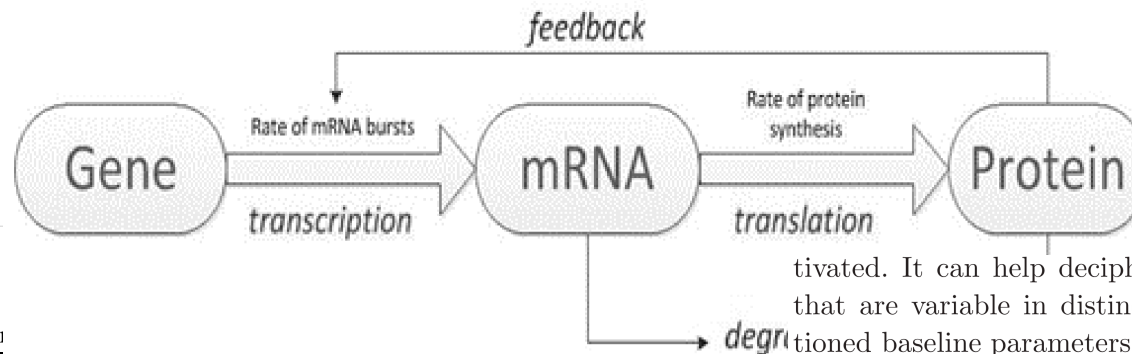 feedback
Rate of mRNA bursts
Rate of protein
synthesis
Gene
mRNA
Protein
transcription
translation
tivated. It can help deciph
that are variable in distin
degr
tioned baseline parameters